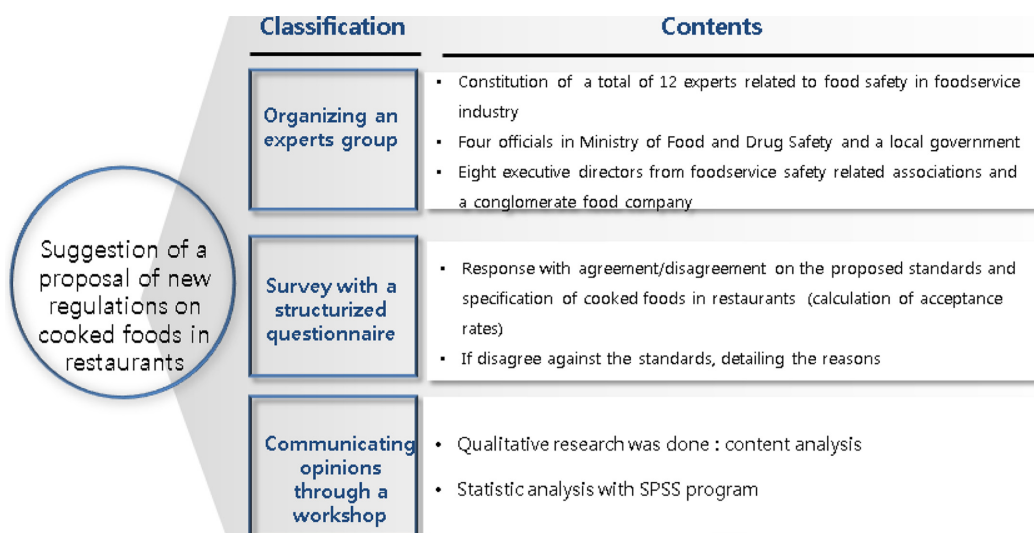 Classification
Contents
Suggestion of a
proposal of new
regulations on
cooked foods in
restaurants
Organizing an
experts group
• Constitution of a total of 12 experts related to food safety in foodservice
industry
• Four officials in Ministry of Food and Drug Safety and a local government
• Eight executive directors from foodservice safety related associations and
a conglomerate food company
Survey with a
structurized
questionnaire
• Response with agreement/disagreement on the proposed standards and
specification of cooked foods in restaurants (calculation of acceptance
rates)
• If disagree against the standards, detailing the reasons
Communicating
opinions
through a
workshop
• Qualitative research was done : content analysis
• Statistic analysis with SPSS program